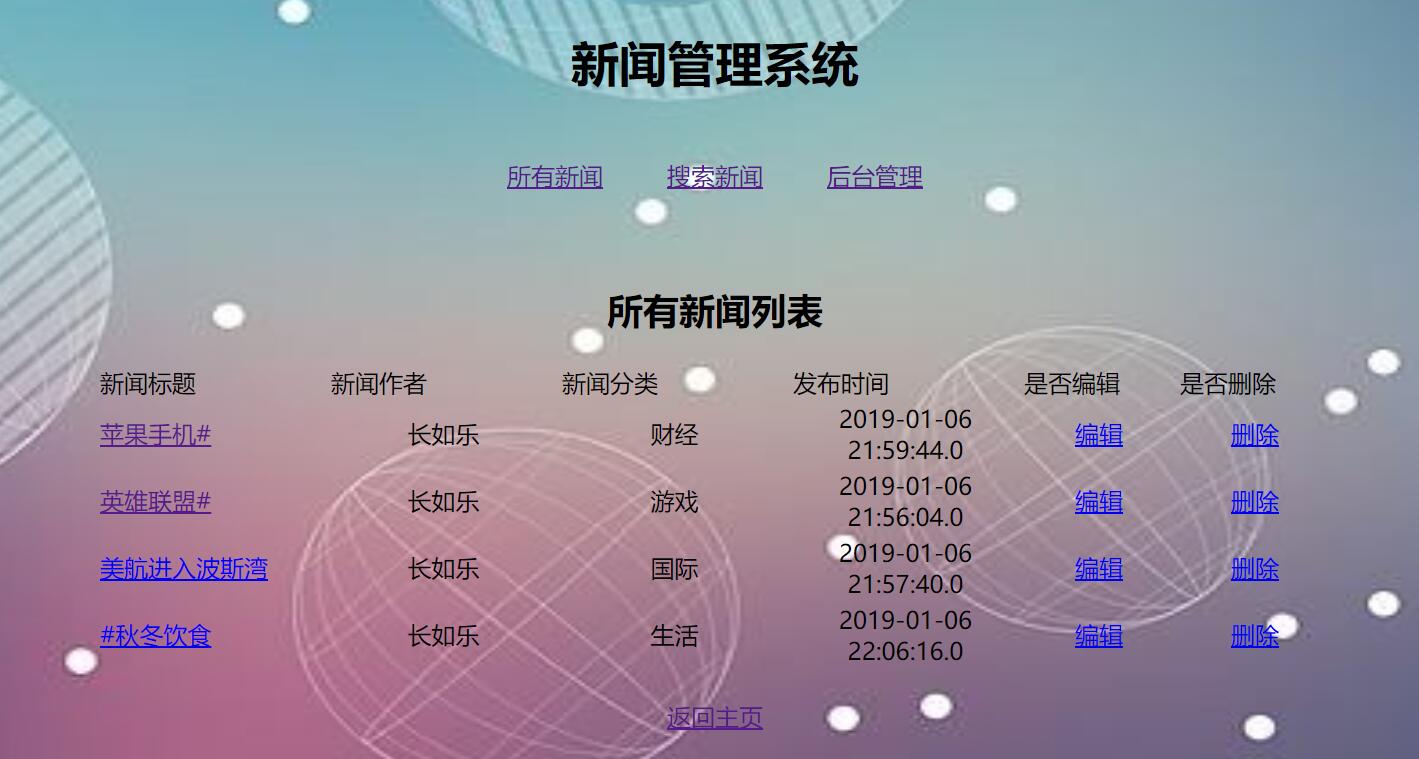 新闻管理系统
所有新闻 搜索新闻 后台管理
所有新闻列表
新闻标题 新闻作者 新闻分类 发布时间 是否编辑 是否删除
苹果手机# 长如乐 财经 2019-01-06 21:59:44.0 编辑 删除
英雄联盟# 长如乐 游戏 2019-01-06 21:56:04.0 编辑 删除
美航进入波斯湾 长如乐 国际 2019-01-06 21:57:40.0 编辑 删除
#秋冬饮食 长如乐 生活 2019-01-06 22:06:16.0 编辑 删除
返回主页